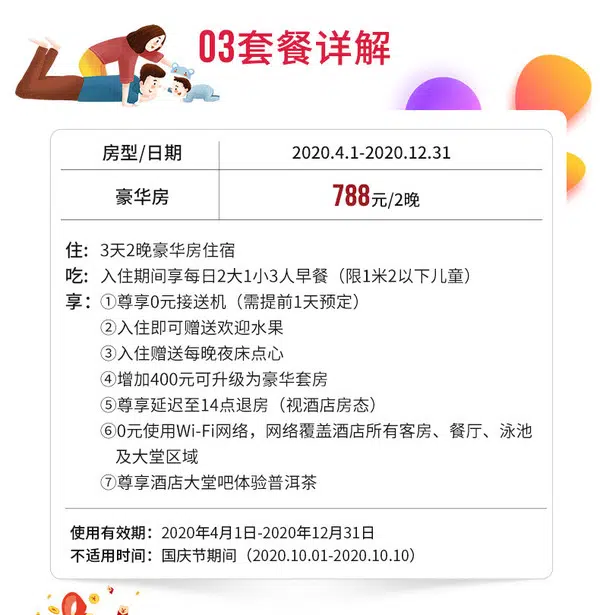 03套餐详解
房型/日期 2020.4.1-2020.12.31
豪华房 788元/2晚
住: 3天2晚豪华房住宿
吃: 入住期间享每日2大1小3人早餐（限1米2以下儿童）
享: ①尊享0元接送机（需提前1天预定）
②入住即可赠送欢迎水果
③入住赠送每晚夜床点心
④增加400元可升级为豪华套房
⑤尊享延迟至14点退房（视酒店房态）
⑥0元使用Wi-Fi网络，网络覆盖酒店所有客房、餐厅、泳池
及大堂区域
⑦尊享酒店大堂吧体验普洱茶
使用有效期: 2020年4月1日-2020年12月31日
不适用时间: 国庆节期间（2020.10.01-2020.10.10）